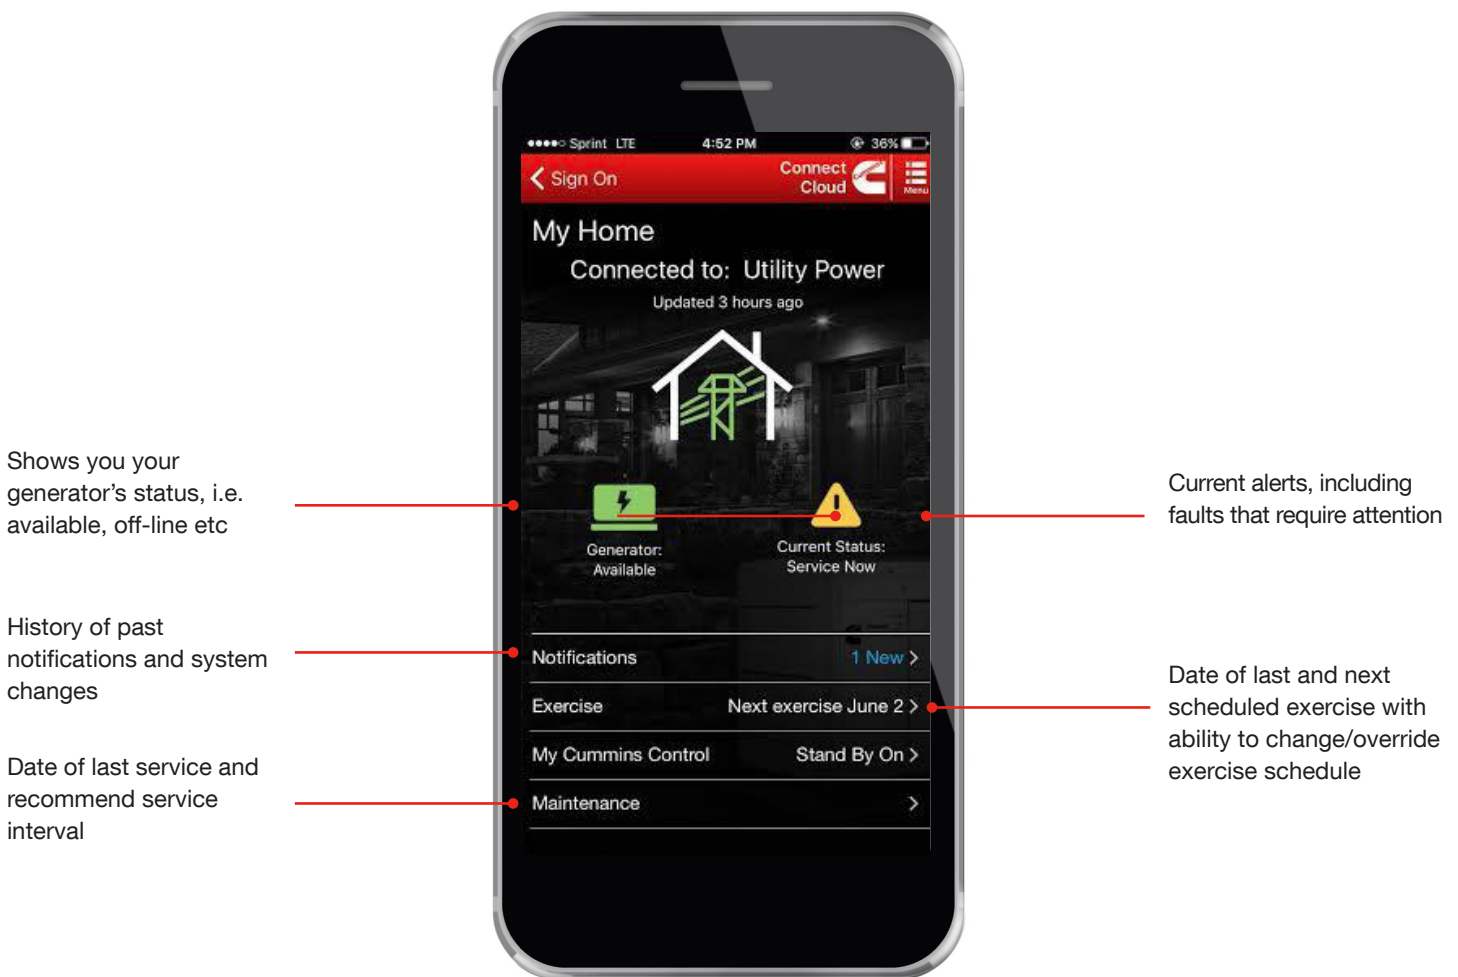 Sprint LTE 4:52 PM 36%
Sign On
Connect
Cloud
Menu
My Home
Connected to: Utility Power
Updated 3 hours ago
Generator:
Available
Current Status:
Service Now
Notifications 1 New
Exercise Next exercise June 2
My Cummins Control Stand By On
Maintenance
Shows you your
generator's status, i.e.
available, off-line etc
History of past
notifications and system
changes
Date of last service and
recommend service
interval
Current alerts, including
faults that require attention
Date of last and next
scheduled exercise with
ability to change/override
exercise schedule